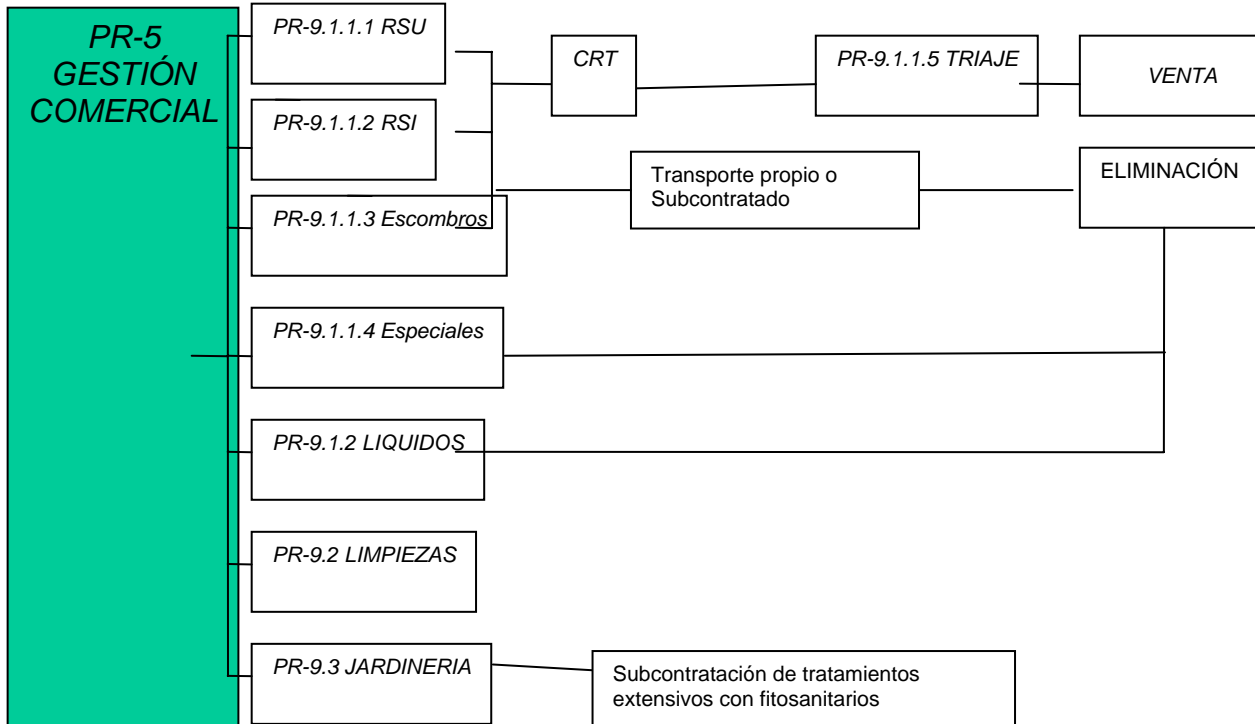 PR-5
GESTIÓN
COMERCIAL
PR-9.1.1.1 RSU
CRT
PR-9.1.1.5 TRIAJE
VENTA
PR-9.1.1.2 RSI
Transporte propio o
Subcontratado
ELIMINACIÓN
PR-9.1.1.3 Escombros
PR-9.1.1.4 Especiales
PR-9.1.2 LIQUIDOS
PR-9.2 LIMPIEZAS
PR-9.3 JARDINERIA
Subcontratación de tratamientos
extensivos con fitosanitarios